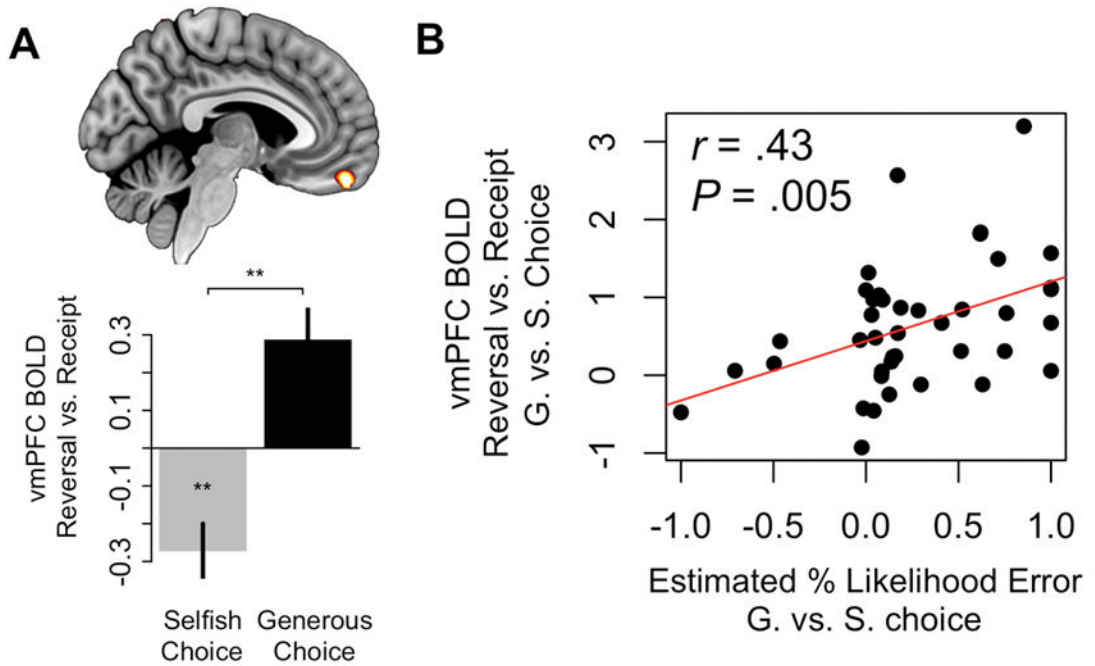 A
**
vmPFC BOLD
Reversal vs. Receipt
0.3
0.1
-0.1
-0.3
**
Selfish Choice
Generous Choice
B
vmPFC BOLD
Reversal vs. Receipt
G. vs. S. Choice
3
2
1
0
-1
r = .43
P = .005
-1.0 -0.5 0.0 0.5 1.0
Estimated % Likelihood Error
G. vs. S. choice